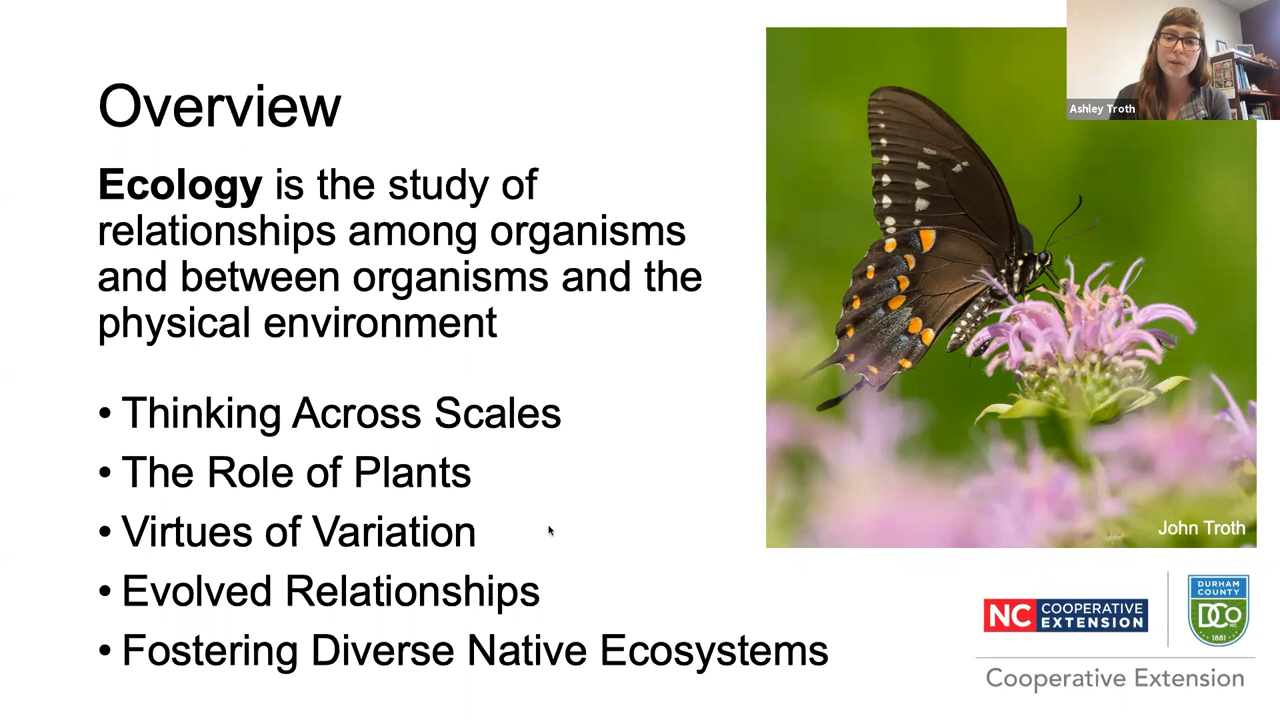 Overview
Ecology is the study of
relationships among organisms
and between organisms and the
physical environment
• Thinking Across Scales
• The Role of Plants
• Virtues of Variation
• Evolved Relationships
• Fostering Diverse Native Ecosystems
Ashley Troth
John Troth
NC COOPERATIVE
EXTENSION
DURHAM
COUNTY
DCO
NC
1881
Cooperative Extension